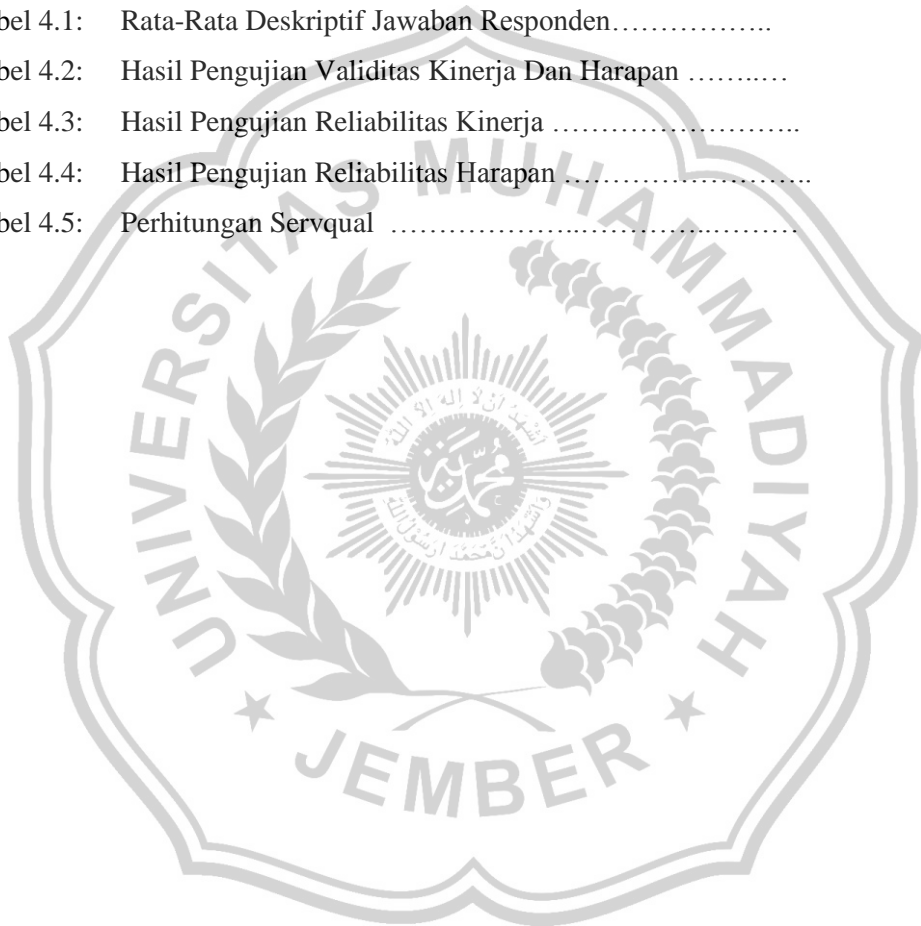 bel 4.1: Rata-Rata Deskriptif Jawaban Responden……………..
bel 4.2: Hasil Pengujian Validitas Kinerja Dan Harapan ……..…
bel 4.3: Hasil Pengujian Reliabilitas Kinerja ……………………..
bel 4.4: Hasil Pengujian Reliabilitas Harapan ……………………..
bel 4.5: Perhitungan Servqual ………………..…………..………
UNIVERSITAS MUHAMMADIYAH
JEMBER